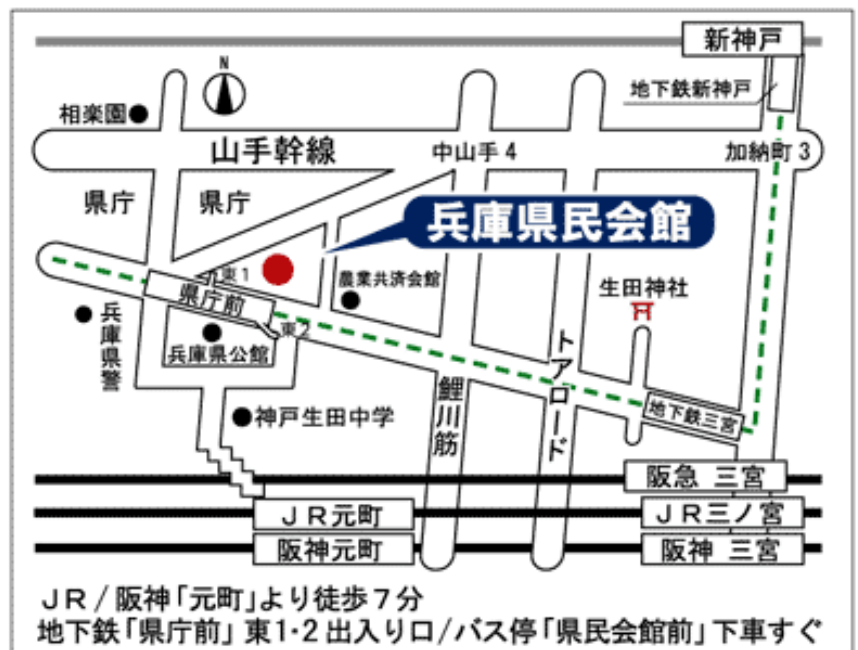 新神戸
N
地下鉄新神戸
相楽園
山手幹線
中山手4
加納町3
県庁
県庁
兵庫県民会館
東1
農業共済会館
生田神社
県庁前
兵庫県警
東2
兵庫県公館
トアロード
鯉川筋
地下鉄三宮
神戸生田中学
阪急 三宮
JR元町
JR三ノ宮
阪神元町
阪神 三宮
JR/阪神「元町」より徒歩7分
地下鉄「県庁前」東1・2出入り口/バス停「県民会館前」下車すぐ